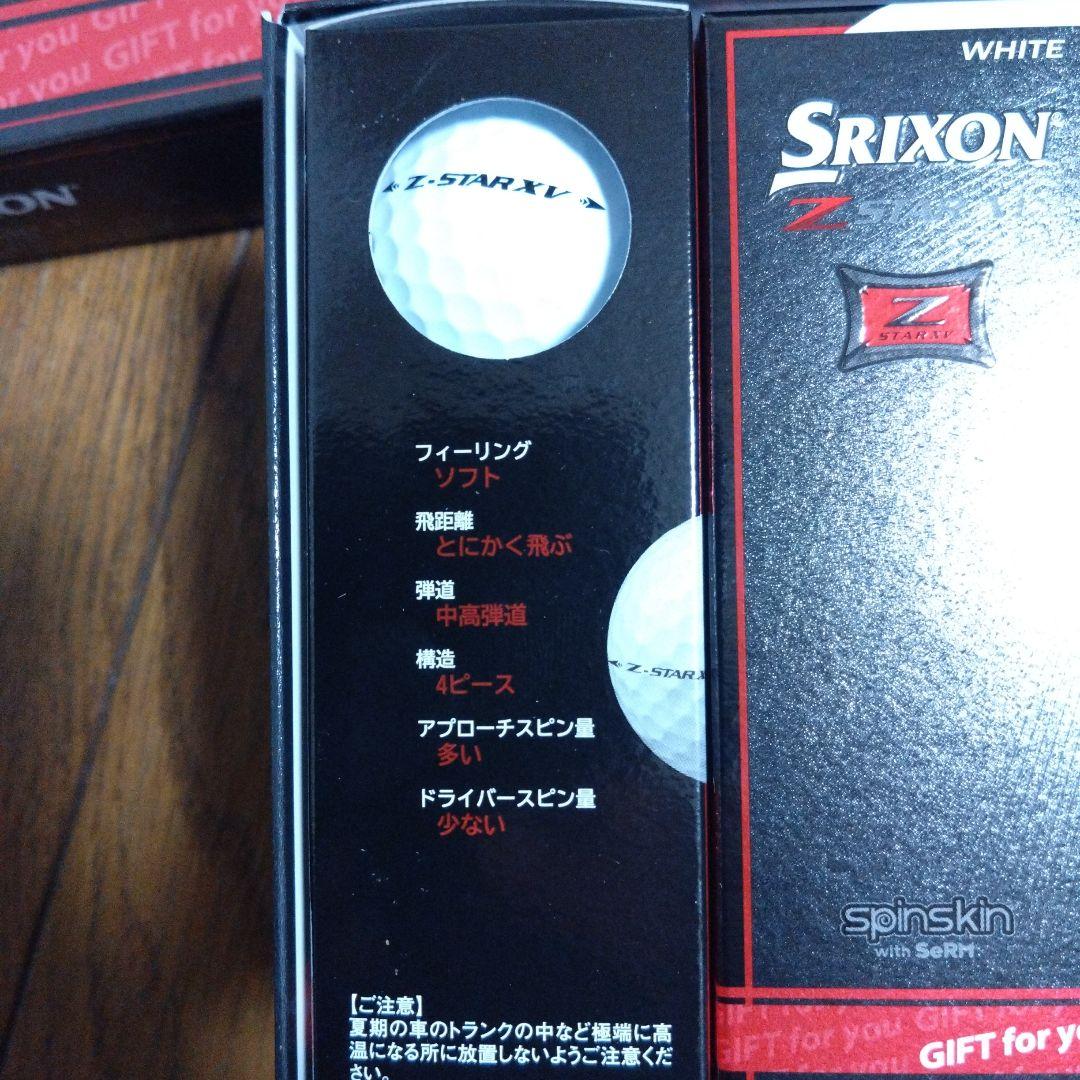 you GIFT
for you GIFT for
or you GIFT for
XON
Z-STAR XV
フィーリング
ソフト
飛距離
とにかく飛ぶ
弾道
中高弾道
構造
4ピース
アプローチスピン量
多い
ドライバースピン量
少ない
Z-STAR X
【ご注意】
夏期の車のトランクの中など極端に高
温になる所に放置しないようご注意くだ
さい。
WHITE
SRIXON
Z-STAR XV
Z
STAR XV
spinskin
with SeRM
GIFT for y